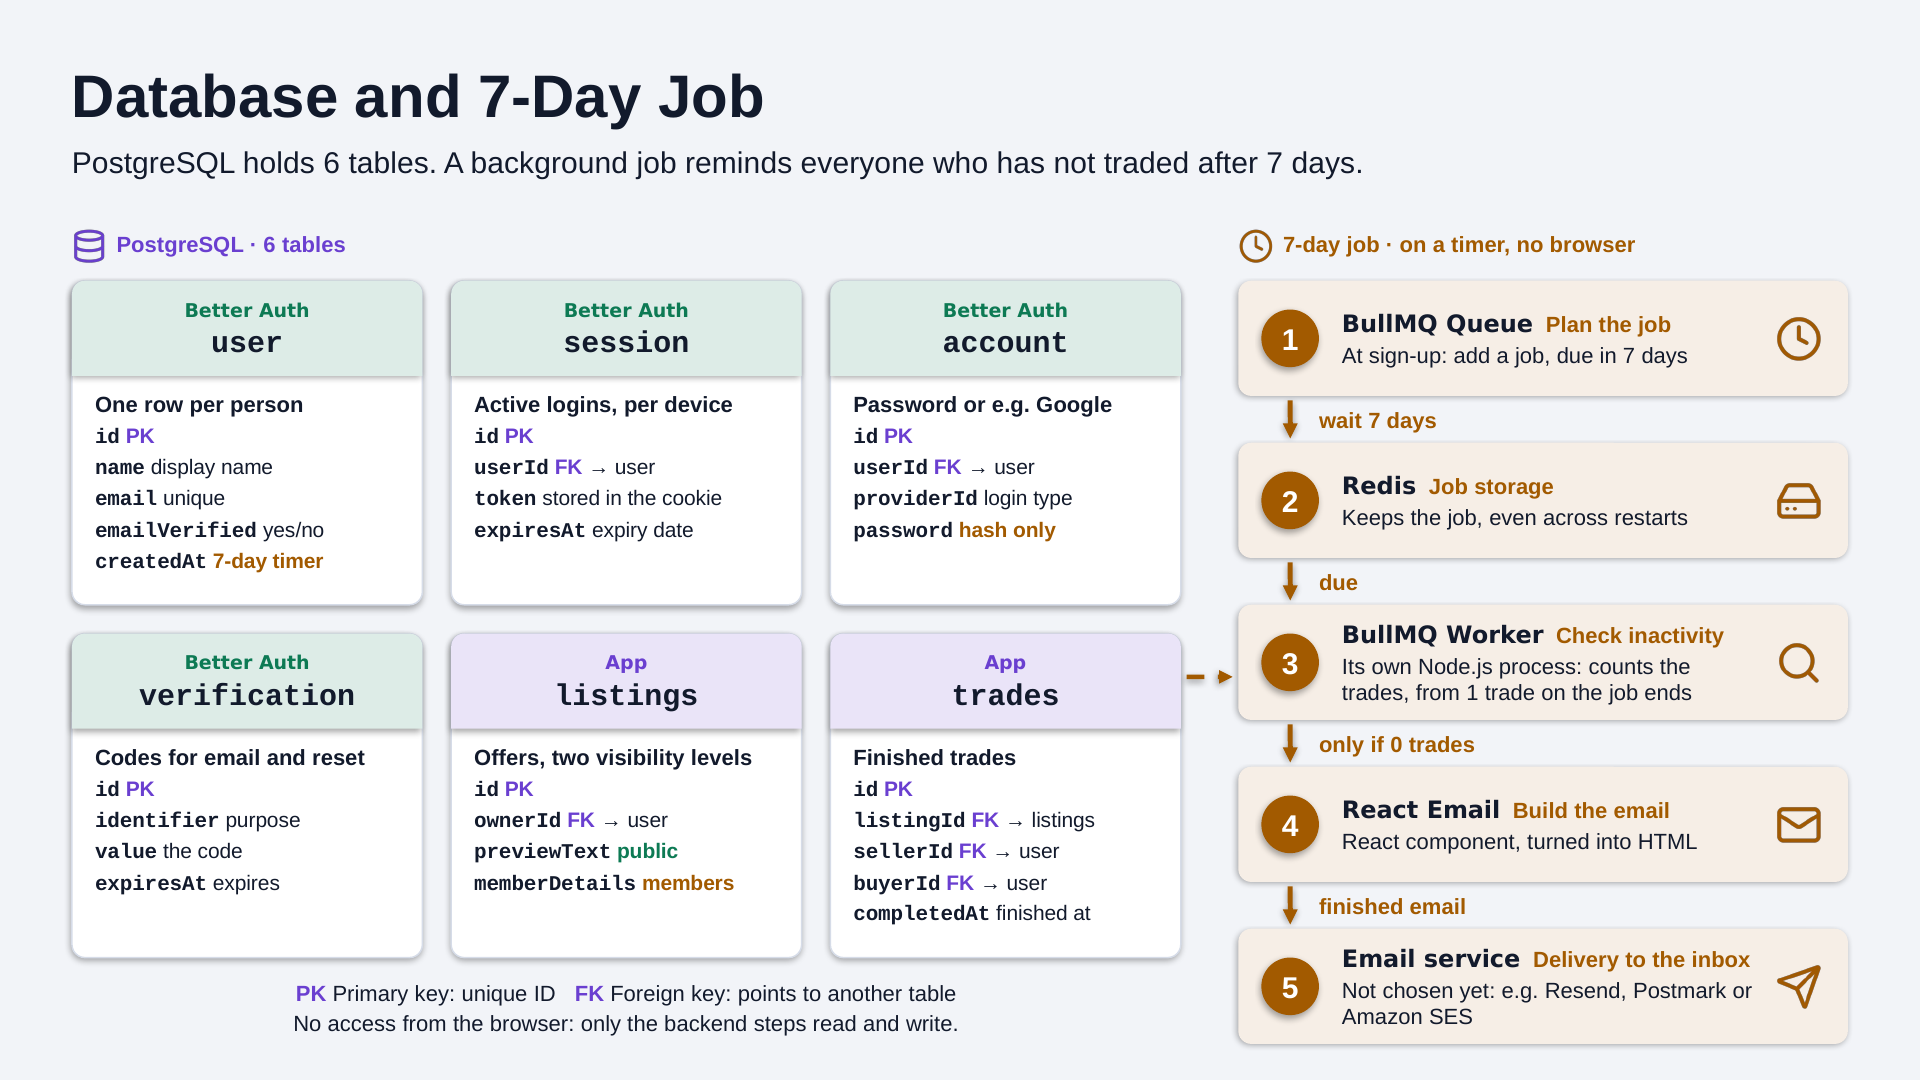 Database and 7-Day Job
PostgreSQL holds 6 tables. A background job reminds everyone who has not traded after 7 days.
PostgreSQL · 6 tables
Better Auth
user
One row per person
id PK
name display name
email unique
emailVerified yes/no
createdAt 7-day timer
Better Auth
session
Active logins, per device
id PK
userId FK → user
token stored in the cookie
expiresAt expiry date
Better Auth
account
Password or e.g. Google
id PK
userId FK → user
providerId login type
password hash only
Better Auth
verification
Codes for email and reset
id PK
identifier purpose
value the code
expiresAt expires
App
listings
Offers, two visibility levels
id PK
ownerId FK → user
previewText public
memberDetails members
App
trades
Finished trades
id PK
listingId FK → listings
sellerId FK → user
buyerId FK → user
completedAt finished at
PK Primary key: unique ID FK Foreign key: points to another table
No access from the browser: only the backend steps read and write.
7-day job · on a timer, no browser
1
BullMQ Queue Plan the job
At sign-up: add a job, due in 7 days
wait 7 days
2
Redis Job storage
Keeps the job, even across restarts
due
3
BullMQ Worker Check inactivity
Its own Node.js process: counts the
trades, from 1 trade on the job ends
only if 0 trades
4
React Email Build the email
React component, turned into HTML
finished email
5
Email service Delivery to the inbox
Not chosen yet: e.g. Resend, Postmark or
Amazon SES